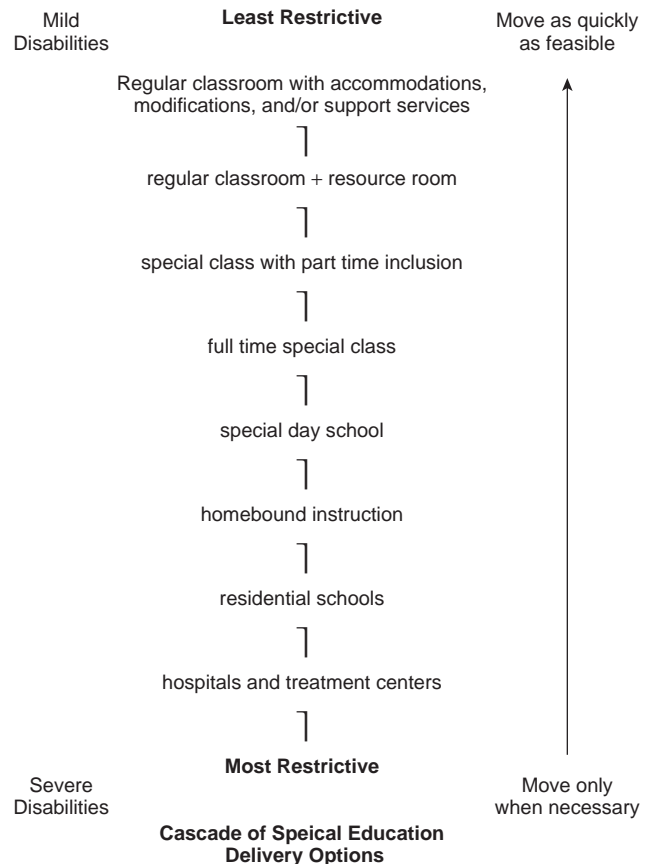 Mild
Disabilities
Least Restrictive
Move as quickly
as feasible
Regular classroom with accommodations,
modifications, and/or support services
regular classroom + resource room
special class with part time inclusion
full time special class
special day school
homebound instruction
residential schools
hospitals and treatment centers
Most Restrictive
Severe
Disabilities
Move only
when necessary
Cascade of Speical Education
Delivery Options